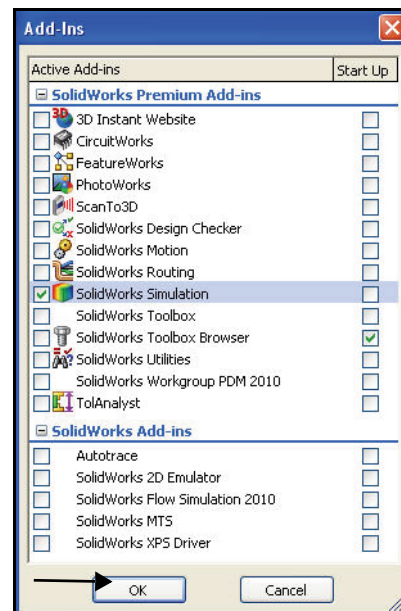 Add-Ins
Active Add-ins Start Up
SolidWorks Premium Add-ins
3D Instant Website
CircuitWorks
FeatureWorks
PhotoWorks
ScanTo3D
SolidWorks Design Checker
SolidWorks Motion
SolidWorks Routing
SolidWorks Simulation
SolidWorks Toolbox
SolidWorks Toolbox Browser
SolidWorks Utilities
SolidWorks Workgroup PDM 2010
TolAnalyst
SolidWorks Add-ins
Autotrace
SolidWorks 2D Emulator
SolidWorks Flow Simulation 2010
SolidWorks MTS
SolidWorks XPS Driver
OK Cancel